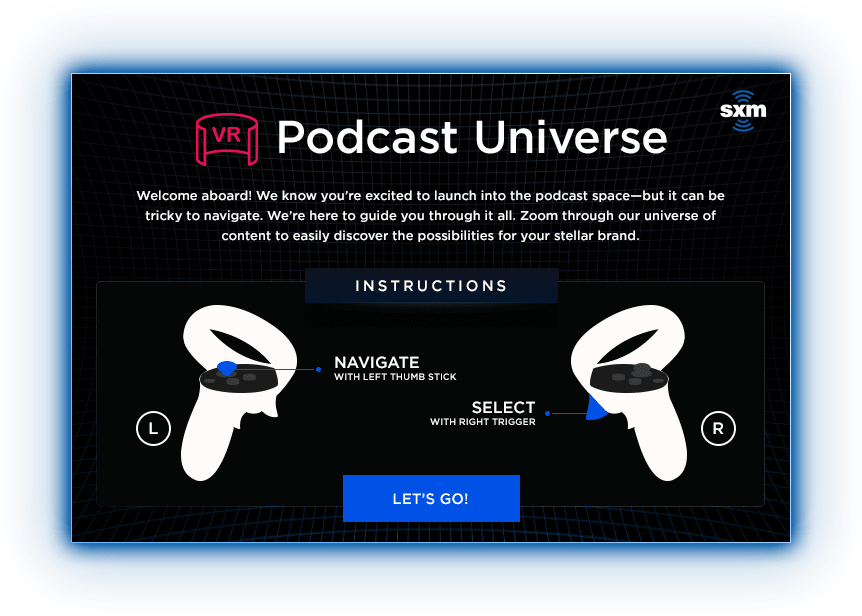 sxm
VR
Podcast Universe
Welcome aboard! We know you’re excited to launch into the podcast space—but it can be
tricky to navigate. We’re here to guide you through it all. Zoom through our universe of
content to easily discover the possibilities for your stellar brand.
INSTRUCTIONS
NAVIGATE
WITH LEFT THUMB STICK
SELECT
WITH RIGHT TRIGGER
L
R
LET’S GO!